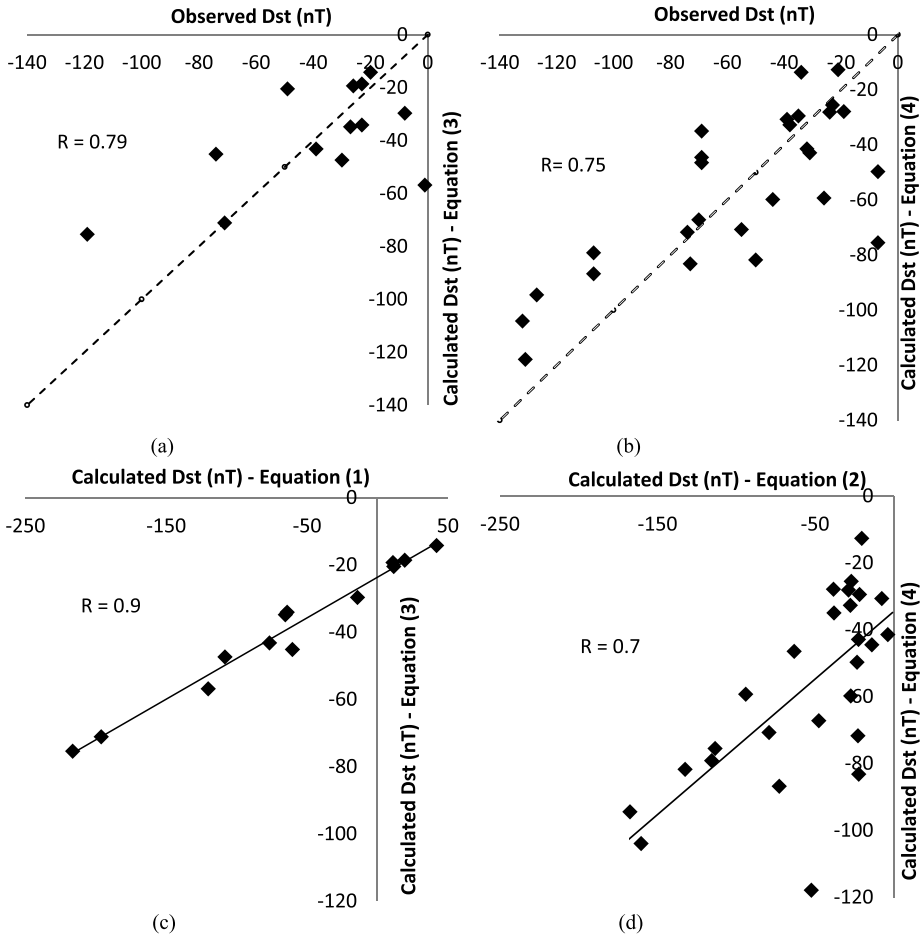 Observed Dst (nT)
0
-140 -120 -100 -80 -60 -40 -20 0
-20
-40
-60
-80
-100
-120
-140
R = 0.79
Calculated Dst (nT) - Equation (3)
(a)
Observed Dst (nT)
0
-140 -120 -100 -80 -60 -40 -20 0
-20
-40
-60
-80
-100
-120
-140
R= 0.75
Calculated Dst (nT) - Equation (4)
(b)
Calculated Dst (nT) - Equation (1)
0
-250 -150 -50 50
-20
-40
-60
-80
-100
-120
R = 0.9
Calculated Dst (nT) - Equation (3)
(c)
Calculated Dst (nT) - Equation (2)
0
-250 -150 -50
-20
-40
-60
-80
-100
-120
R = 0.7
Calculated Dst (nT) - Equation (4)
(d)